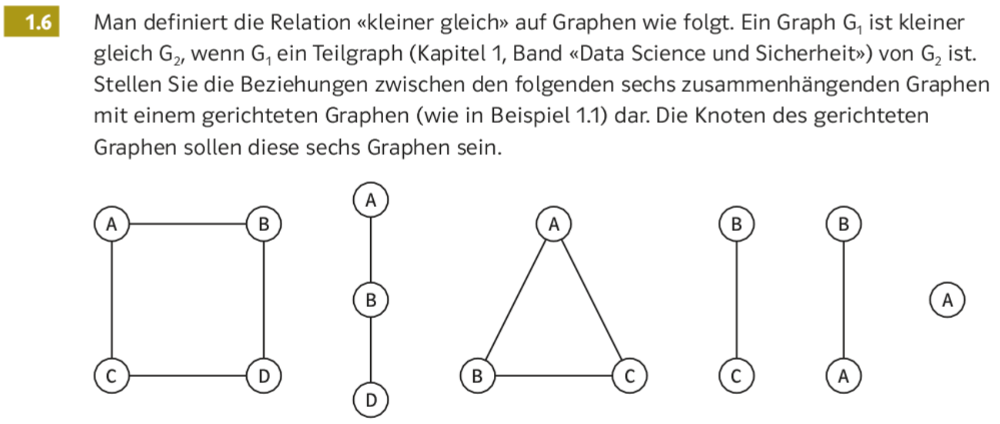 1.6 Man definiert die Relation «kleiner gleich» auf Graphen wie folgt. Ein Graph G₁ ist kleiner
gleich G₂, wenn G₁ ein Teilgraph (Kapitel 1, Band «Data Science und Sicherheit») von G₂ ist.
Stellen Sie die Beziehungen zwischen den folgenden sechs zusammenhängenden Graphen
mit einem gerichteten Graphen (wie in Beispiel 1.1) dar. Die Knoten des gerichteten
Graphen sollen diese sechs Graphen sein.
A B C D
A B D
A B C
B C
B A
A